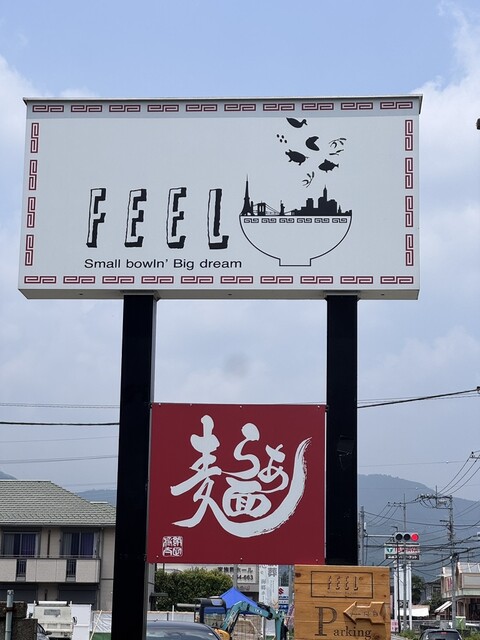 FEEL
Small bowln' Big dream
らぁ麺
FEEL
Parking